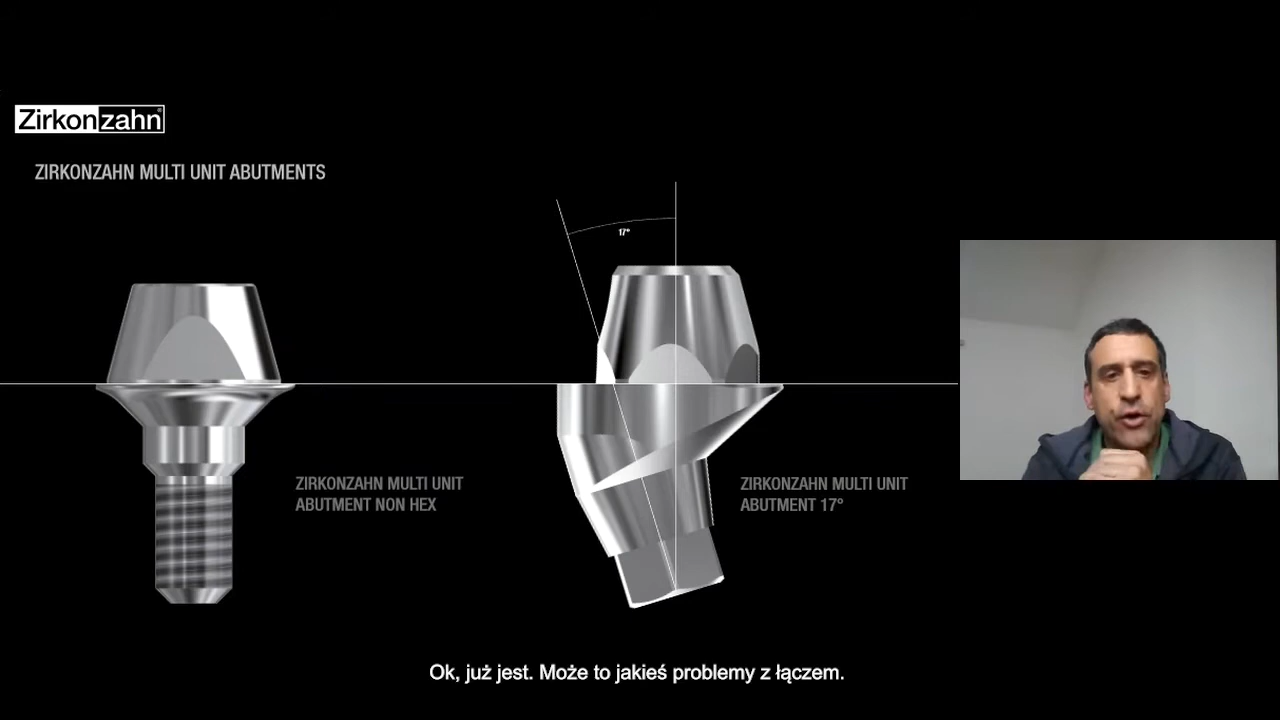 Zirkonzahn®
ZIRKONZAHN MULTI UNIT ABUTMENTS
17°
ZIRKONZAHN MULTI UNIT
ABUTMENT NON HEX
ZIRKONZAHN MULTI UNIT
ABUTMENT 17°
Ok, już jest. Może to jakieś problemy z łączem.